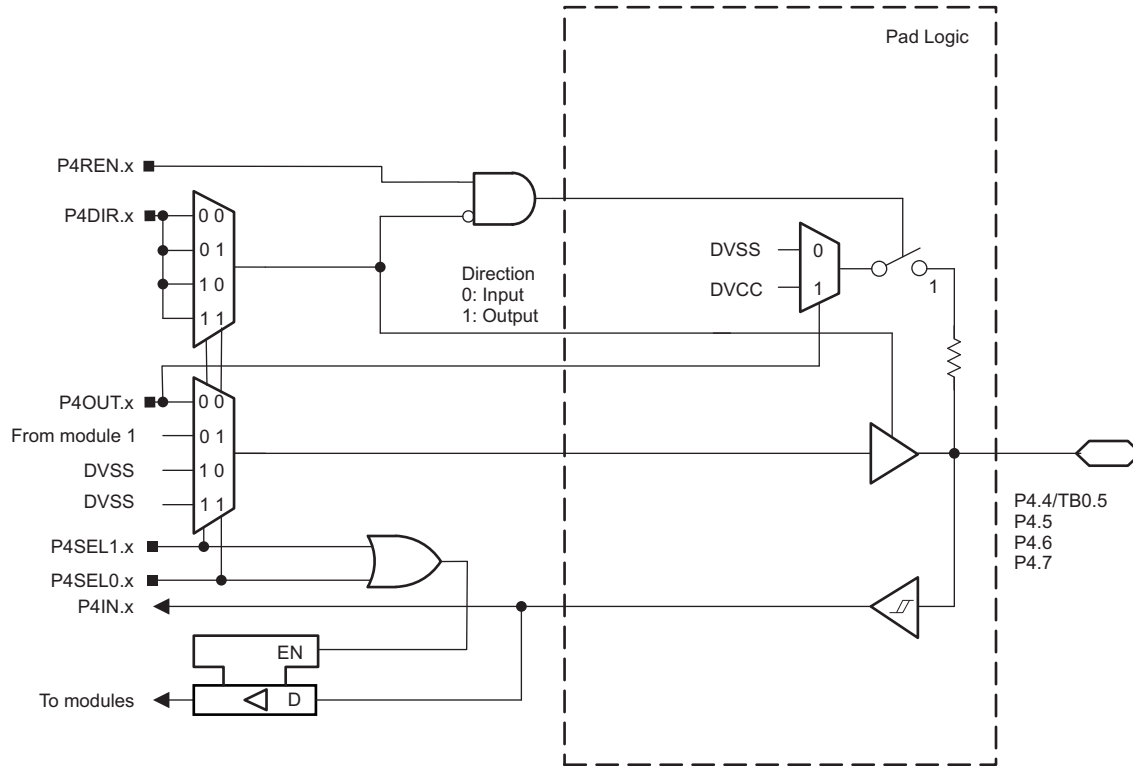 Pad Logic
P4REN.x
P4DIR.x
0 0
0 1
1 0
1 1
Direction
0: Input
1: Output
DVSS
0
DVCC
1
1
P4OUT.x
0 0
From module 1
0 1
DVSS
1 0
DVSS
1 1
P4.4/TB0.5
P4.5
P4.6
P4.7
P4SEL1.x
P4SEL0.x
P4IN.x
EN
To modules
D